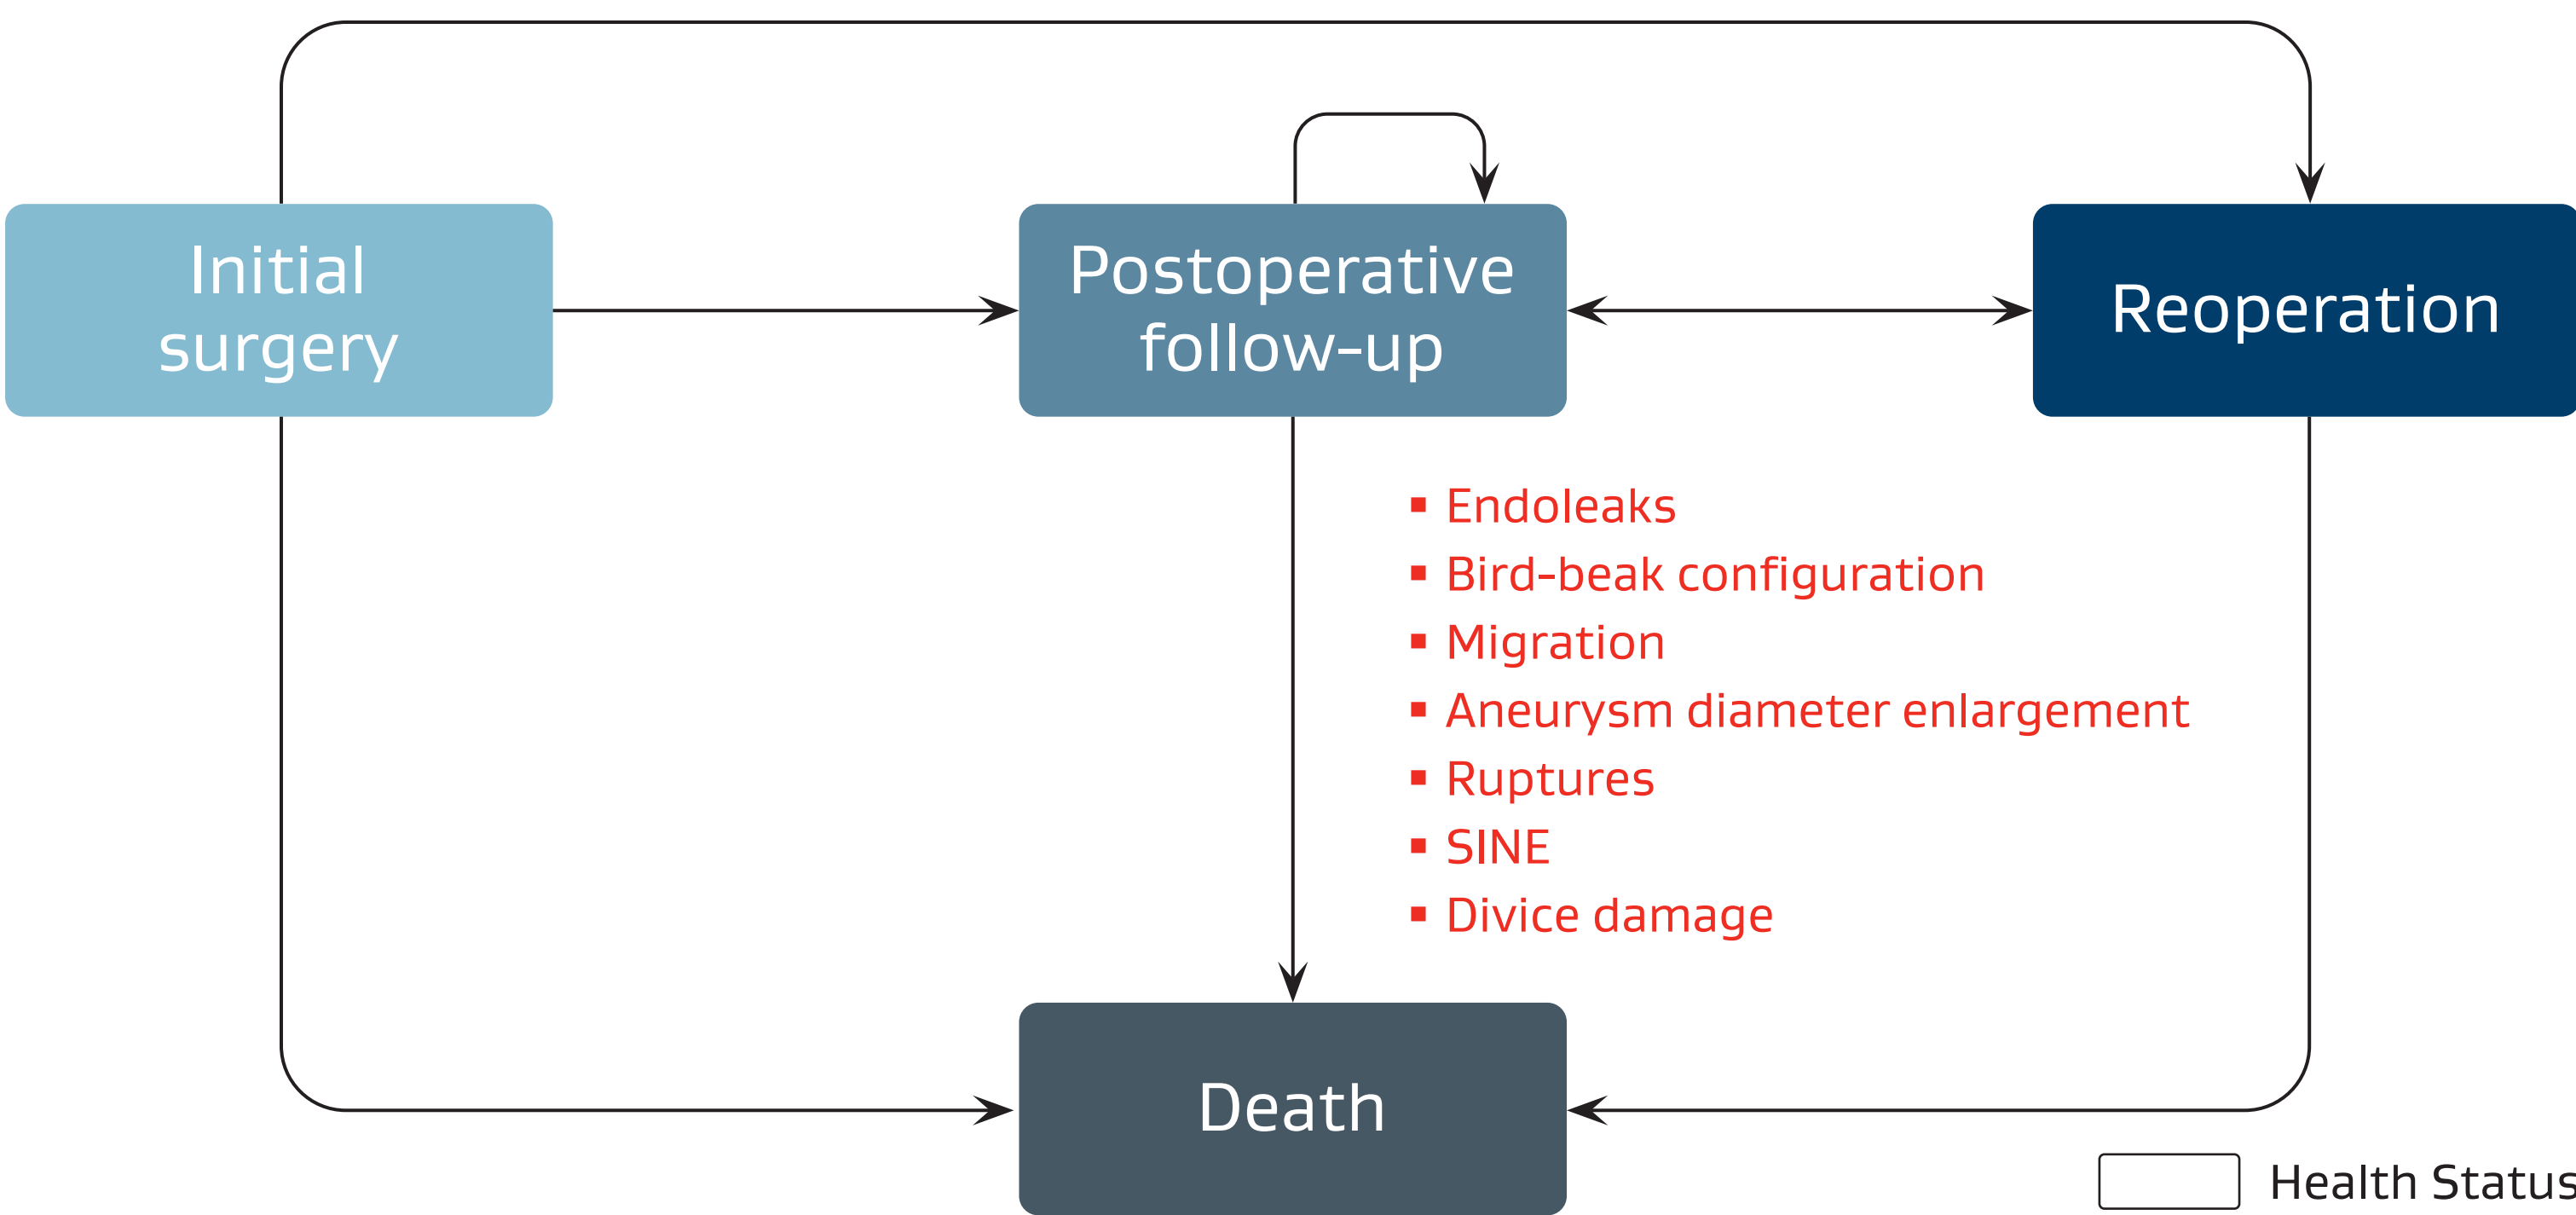 Initial
surgery
Postoperative
follow-up
Reoperation
▪ Endoleaks
▪ Bird-beak configuration
▪ Migration
▪ Aneurysm diameter enlargement
▪ Ruptures
▪ SINE
▪ Divice damage
Death
Health Status